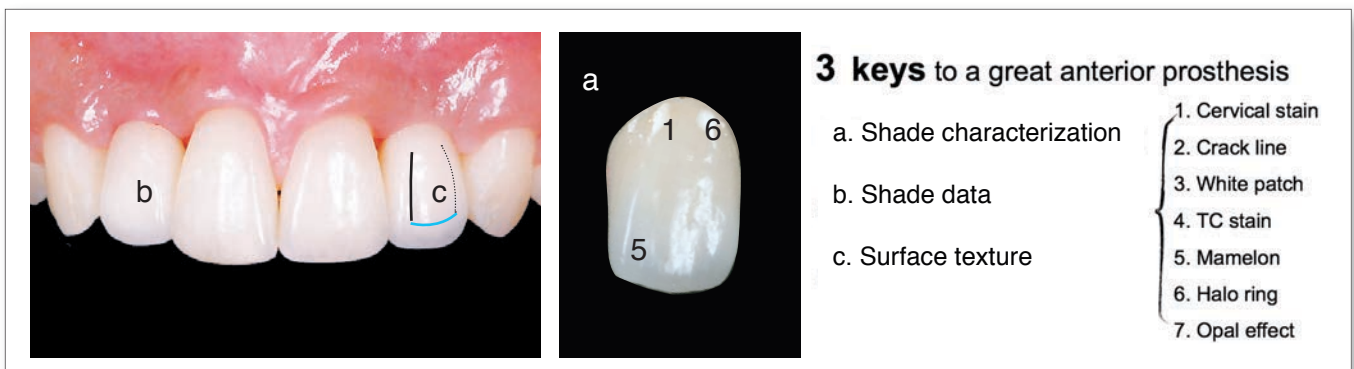 b
c
a
1
6
5
3 keys to a great anterior prosthesis
a. Shade characterization
b. Shade data
c. Surface texture
1. Cervical stain
2. Crack line
3. White patch
4. TC stain
5. Mamelon
6. Halo ring
7. Opal effect